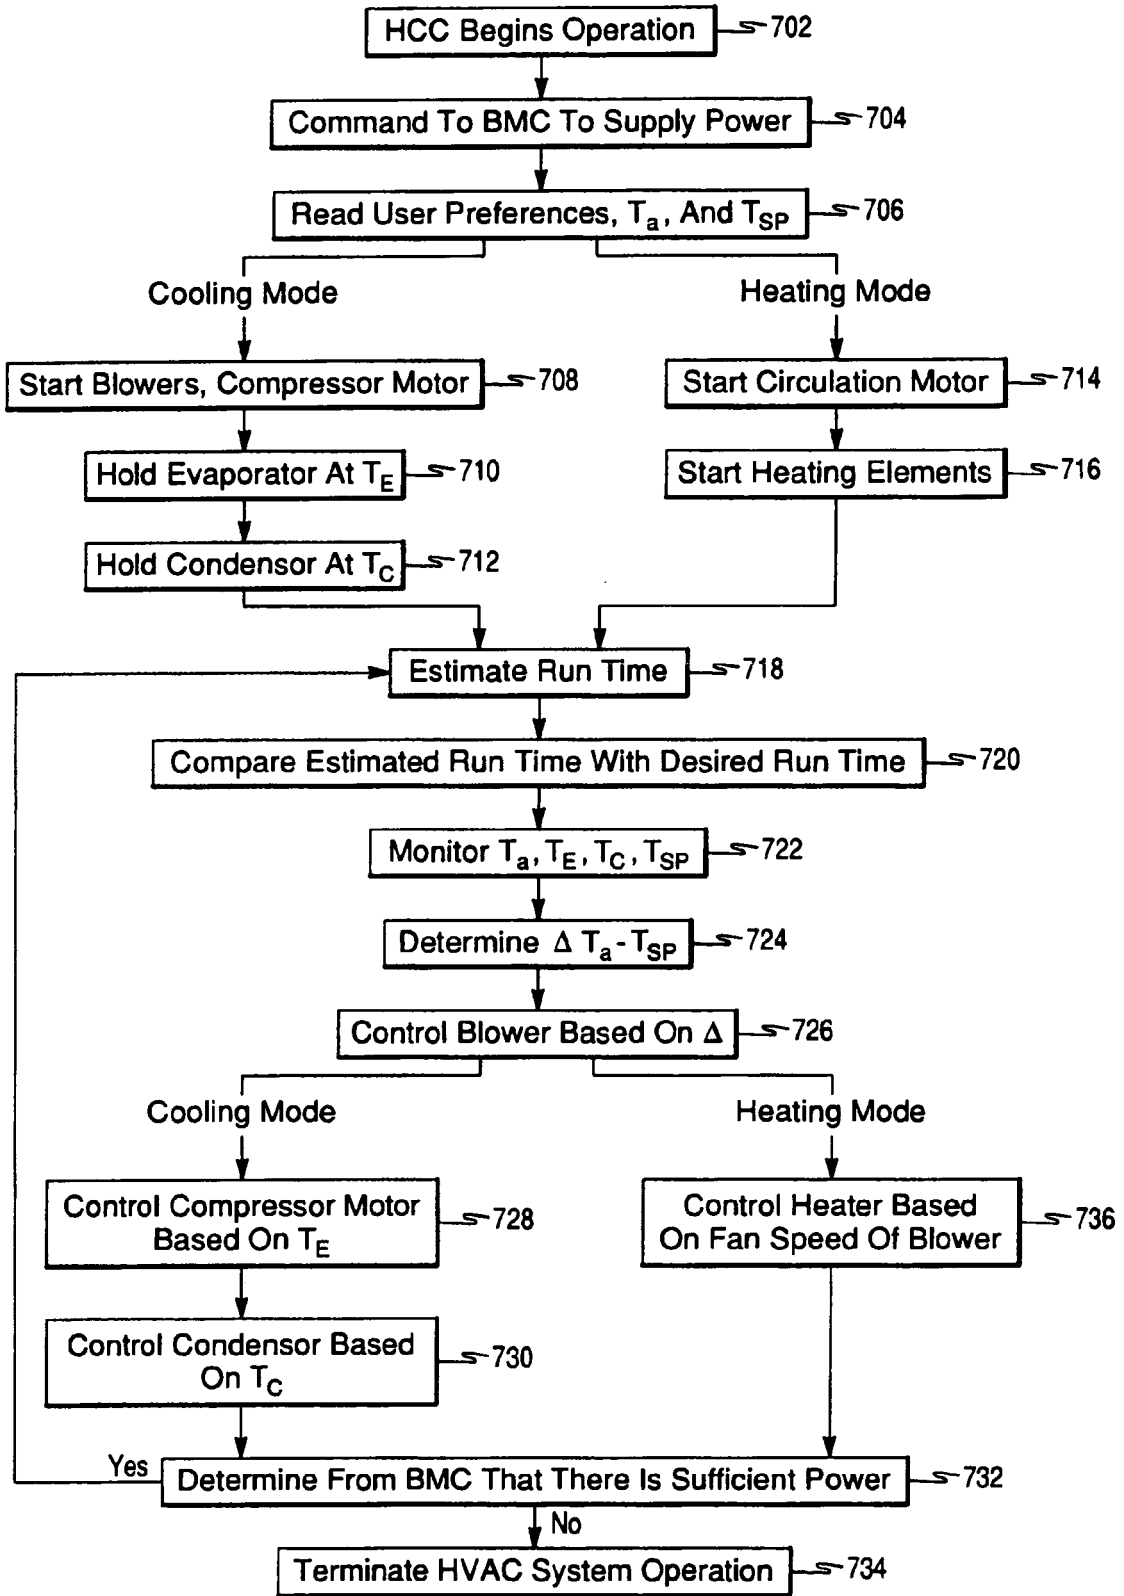 HCC Begins Operation 702
Command To BMC To Supply Power 704
Read User Preferences, Ta, And TSP 706
Cooling Mode
Heating Mode
Start Blowers, Compressor Motor 708
Start Circulation Motor 714
Hold Evaporator At TE 710
Start Heating Elements 716
Hold Condensor At TC 712
Estimate Run Time 718
Compare Estimated Run Time With Desired Run Time 720
Monitor Ta, TE, TC, TSP 722
Determine Δ Ta-TSP 724
Control Blower Based On Δ 726
Cooling Mode
Heating Mode
Control Compressor Motor
Based On TE
728
Control Heater Based
On Fan Speed Of Blower
736
Control Condensor Based
On TC
730
Yes
Determine From BMC That There Is Sufficient Power 732
No
Terminate HVAC System Operation 734